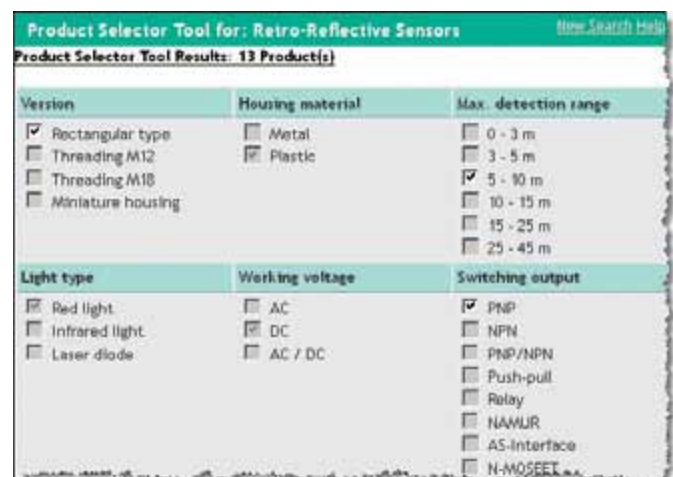 Product Selector Tool for: Retro-Reflective Sensors
New Search Help
Product Selector Tool Results: 13 Product(s)
Version
Rectangular type
Threading M12
Threading M18
Miniature housing
Housing material
Metal
Plastic
Max. detection range
0 - 3 m
3 - 5 m
5 - 10 m
10 - 15 m
15 - 25 m
25 - 45 m
Light type
Red light
Infrared light
Laser diode
Working voltage
AC
DC
AC / DC
Switching output
PNP
NPN
PNP/NPN
Push-pull
Relay
NAMUR
AS-Interface
N-MOSFET